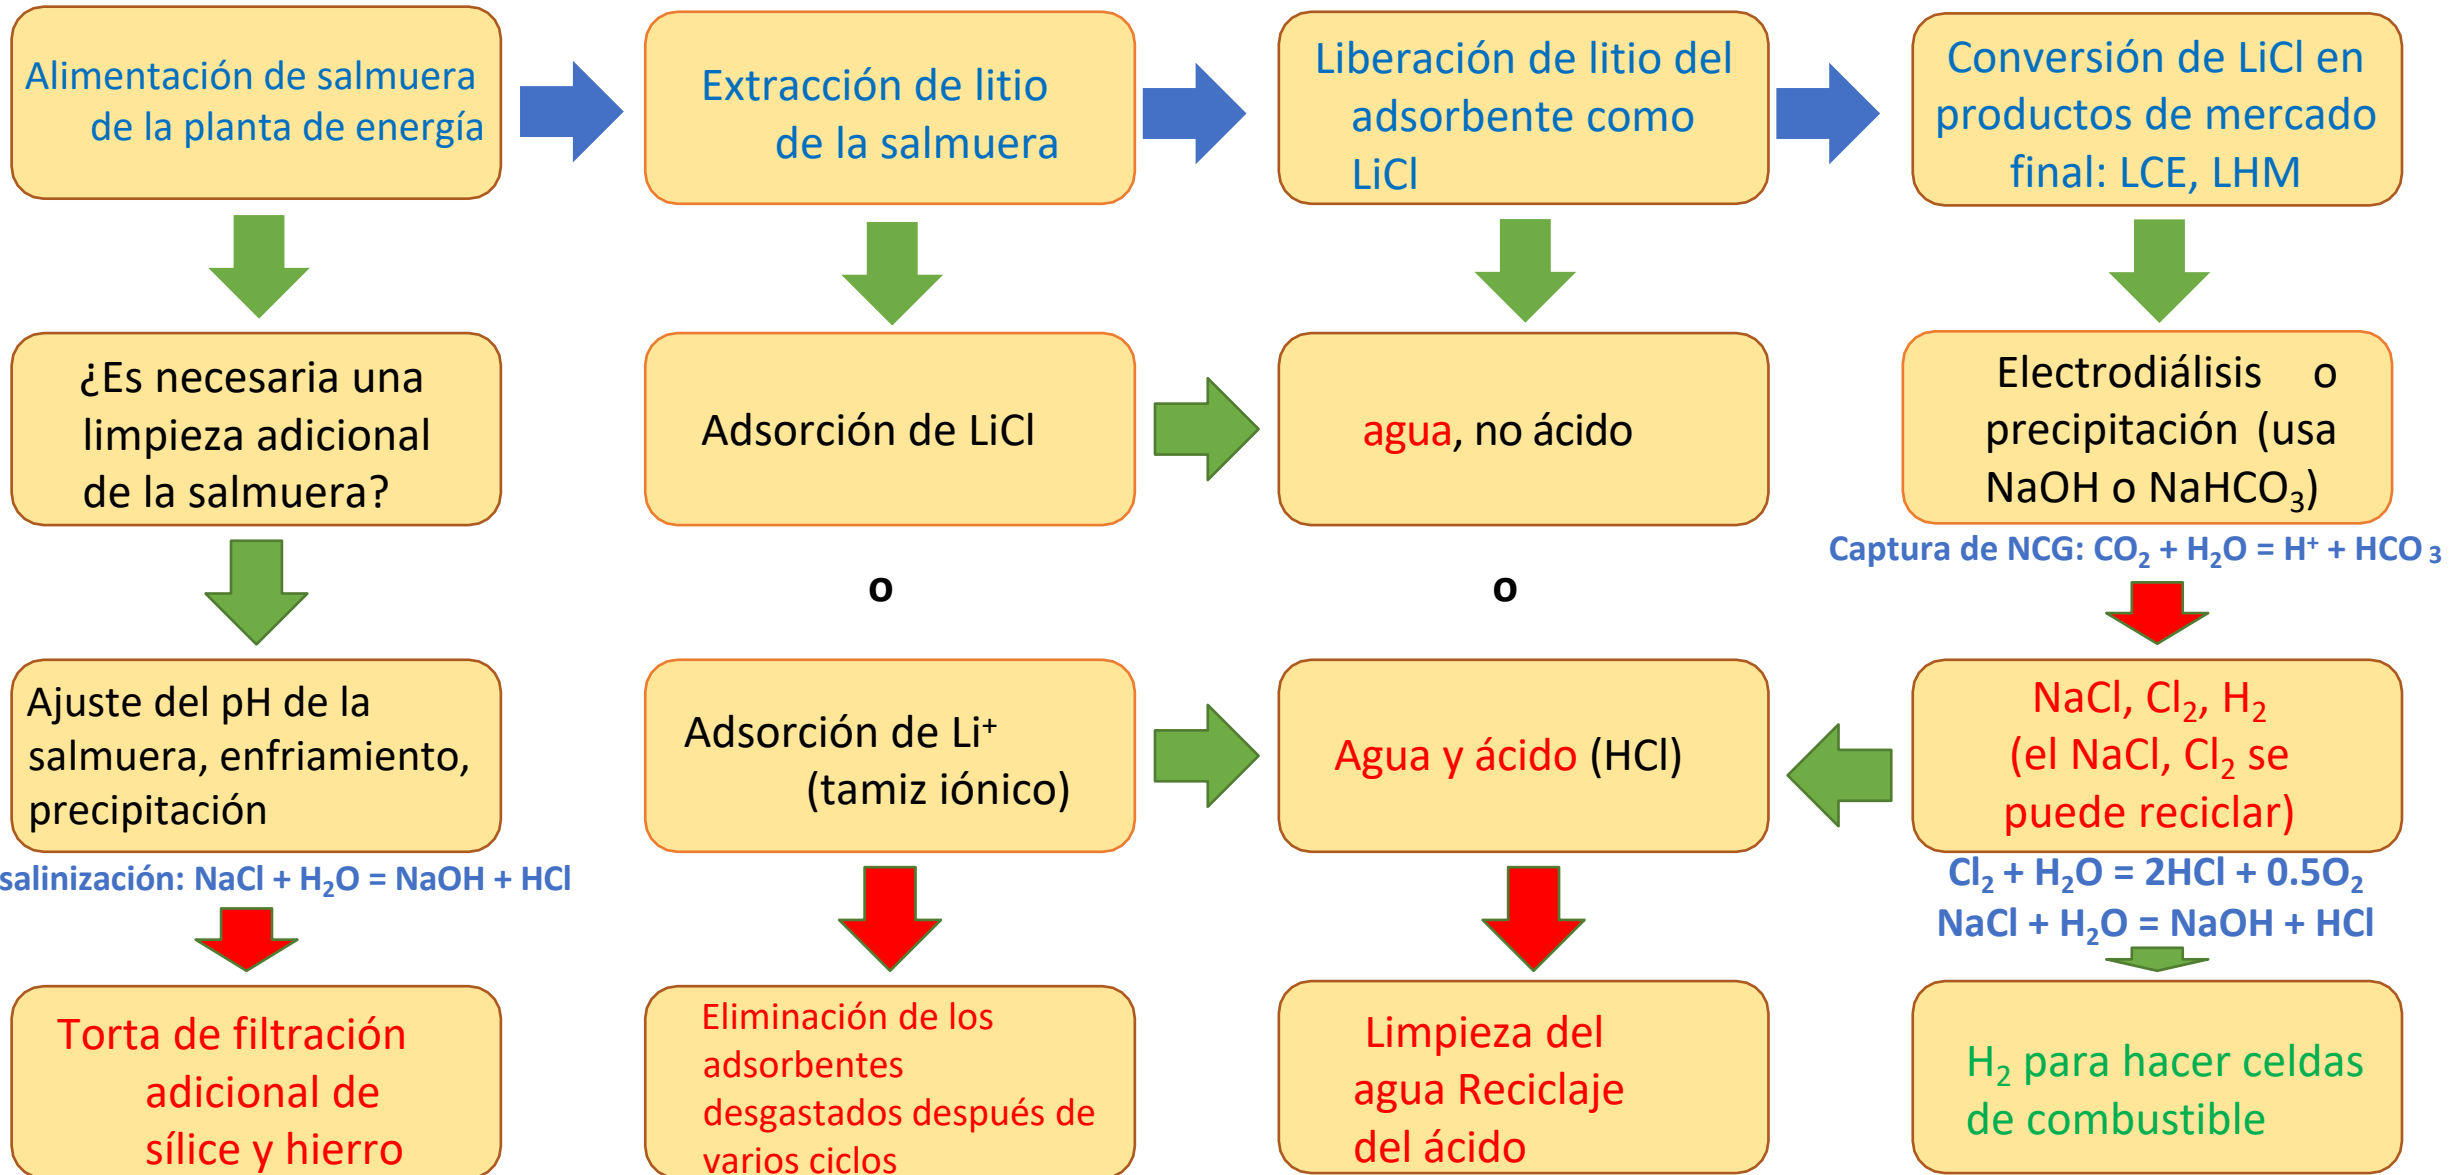 Alimentación de salmuera
de la planta de energía
Extracción de litio
de la salmuera
Liberación de litio del
adsorbente como
LiCl
Conversión de LiCl en
productos de mercado
final: LCE, LHM
¿Es necesaria una
limpieza adicional
de la salmuera?
Adsorción de LiCl
agua, no ácido
Electrodiálisis o
precipitación (usa
NaOH o NaHCO₃)
Captura de NCG: CO₂ + H₂O = H⁺ + HCO ₃
o
o
Ajuste del pH de la
salmuera, enfriamiento,
precipitación
Adsorción de Li⁺
(tamiz iónico)
Agua y ácido (HCl)
NaCl, Cl₂, H₂
(el NaCl, Cl₂ se
puede reciclar)
salinización: NaCl + H₂O = NaOH + HCl
Cl₂ + H₂O = 2HCl + 0.5O₂
NaCl + H₂O = NaOH + HCl
Torta de filtración
adicional de
sílice y hierro
Eliminación de los
adsorbentes
desgastados después de
varios ciclos
Limpieza del
agua Reciclaje
del ácido
H₂ para hacer celdas
de combustible